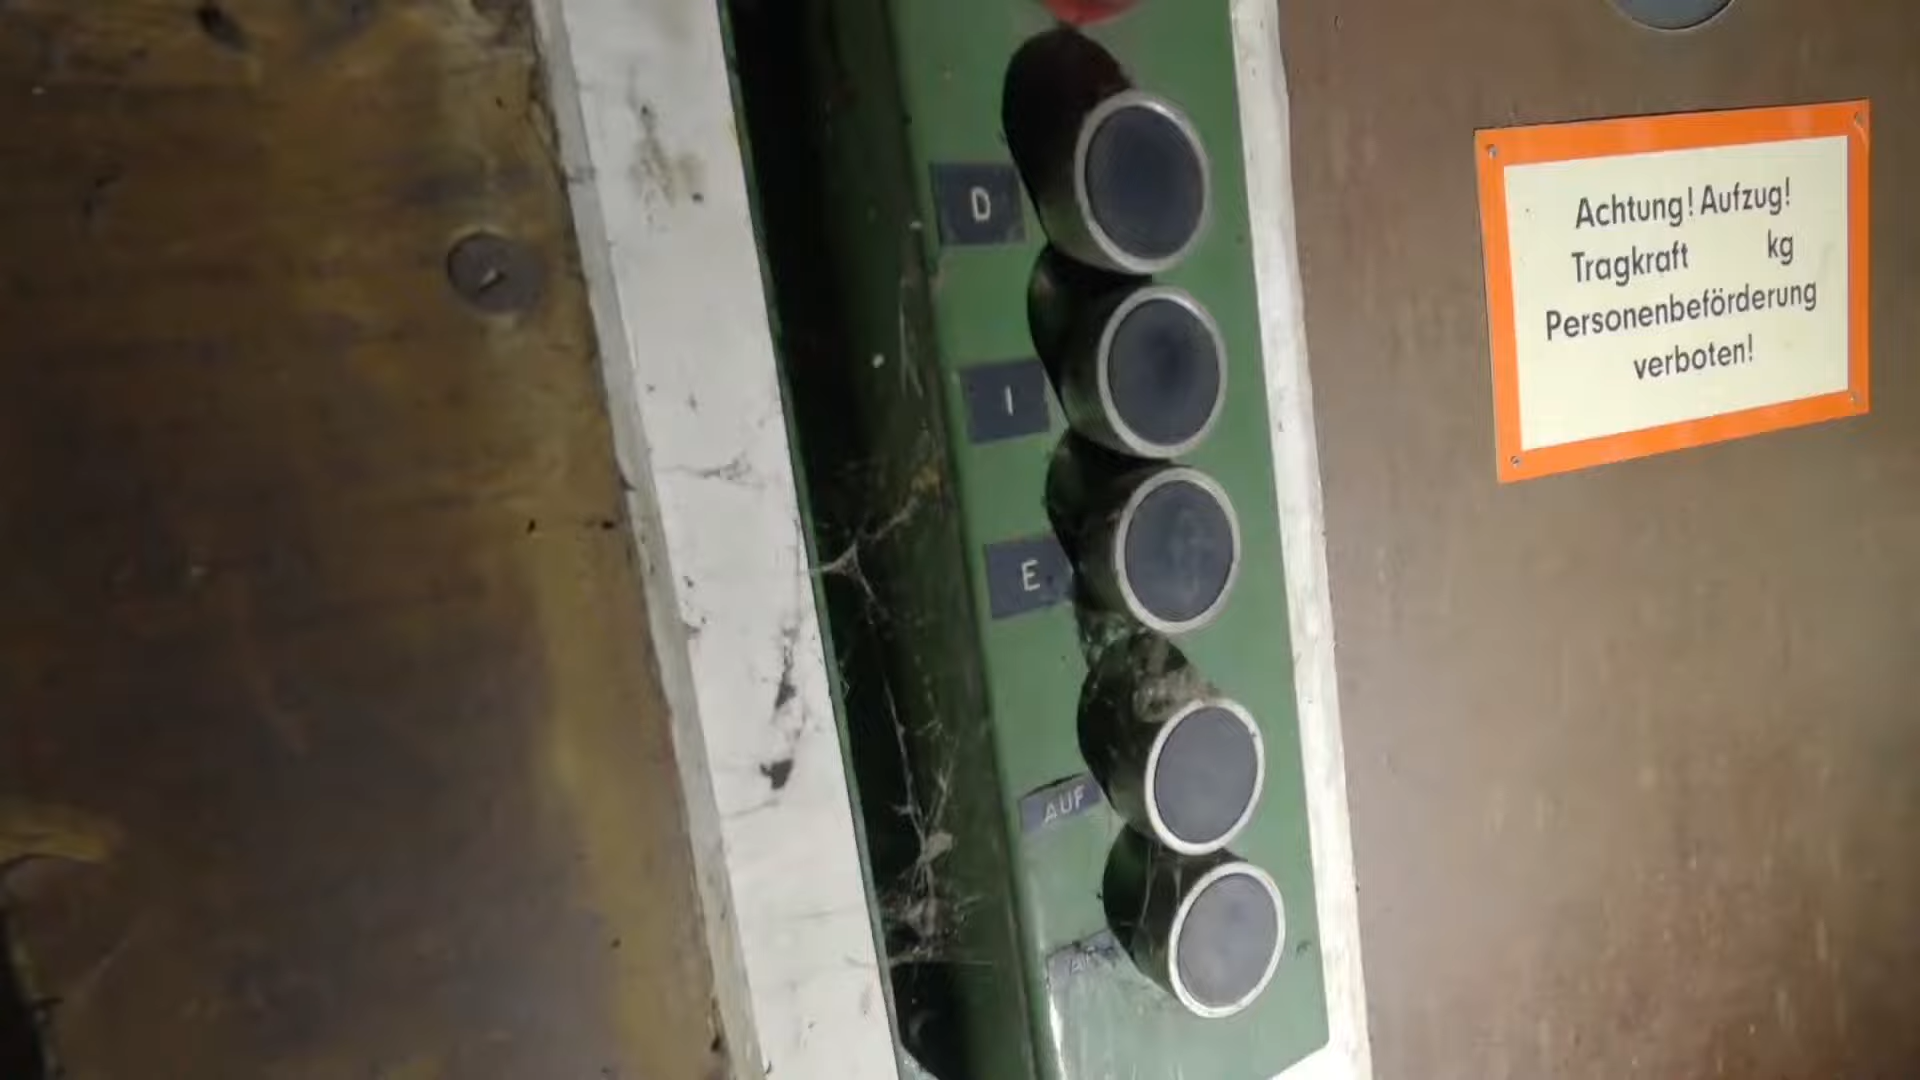 D
I
E
AUF
Achtung! Aufzug!
Tragkraft kg
Personenbeförderung
verboten!